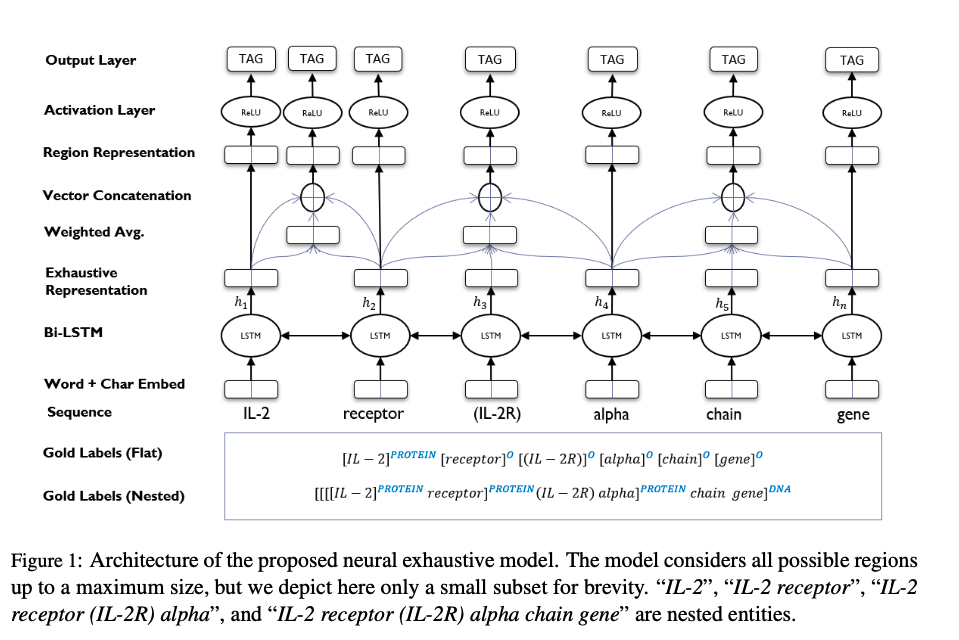 Output Layer TAG TAG TAG TAG TAG TAG TAG
Activation Layer ReLU ReLU ReLU ReLU ReLU ReLU ReLU
Region Representation
Vector Concatenation
Weighted Avg.
Exhaustive
Representation
h1 h2 h3 h4 h5 hn
Bi-LSTM LSTM LSTM LSTM LSTM LSTM LSTM
Word + Char Embed
Sequence IL-2 receptor (IL-2R) alpha chain gene
Gold Labels (Flat) [IL – 2]PROTEIN [receptor]O [(IL – 2R)]O [alpha]O [chain]O [gene]O
Gold Labels (Nested) [[[[IL – 2]PROTEIN receptor]PROTEIN(IL – 2R) alpha]PROTEIN chain gene]DNA
Figure 1: Architecture of the proposed neural exhaustive model. The model considers all possible regions
up to a maximum size, but we depict here only a small subset for brevity. “IL-2”, “IL-2 receptor”, “IL-2
receptor (IL-2R) alpha”, and “IL-2 receptor (IL-2R) alpha chain gene” are nested entities.